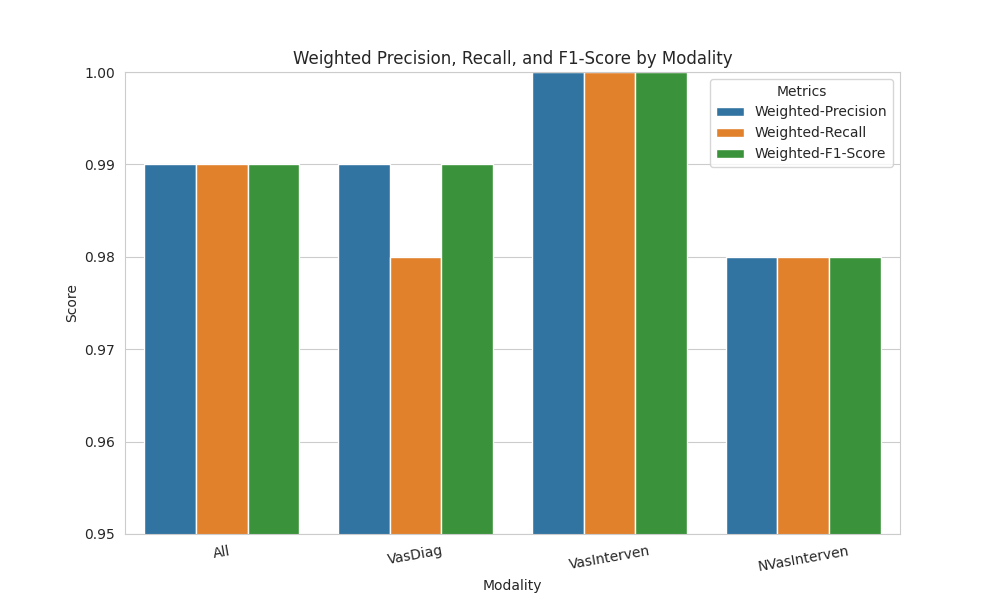 Weighted Precision, Recall, and F1-Score by Modality
Metrics
Weighted-Precision
Weighted-Recall
Weighted-F1-Score
1.00
0.99
0.98
0.97
0.96
0.95
Score
All
VasDiag
VasInterven
NVasInterven
Modality